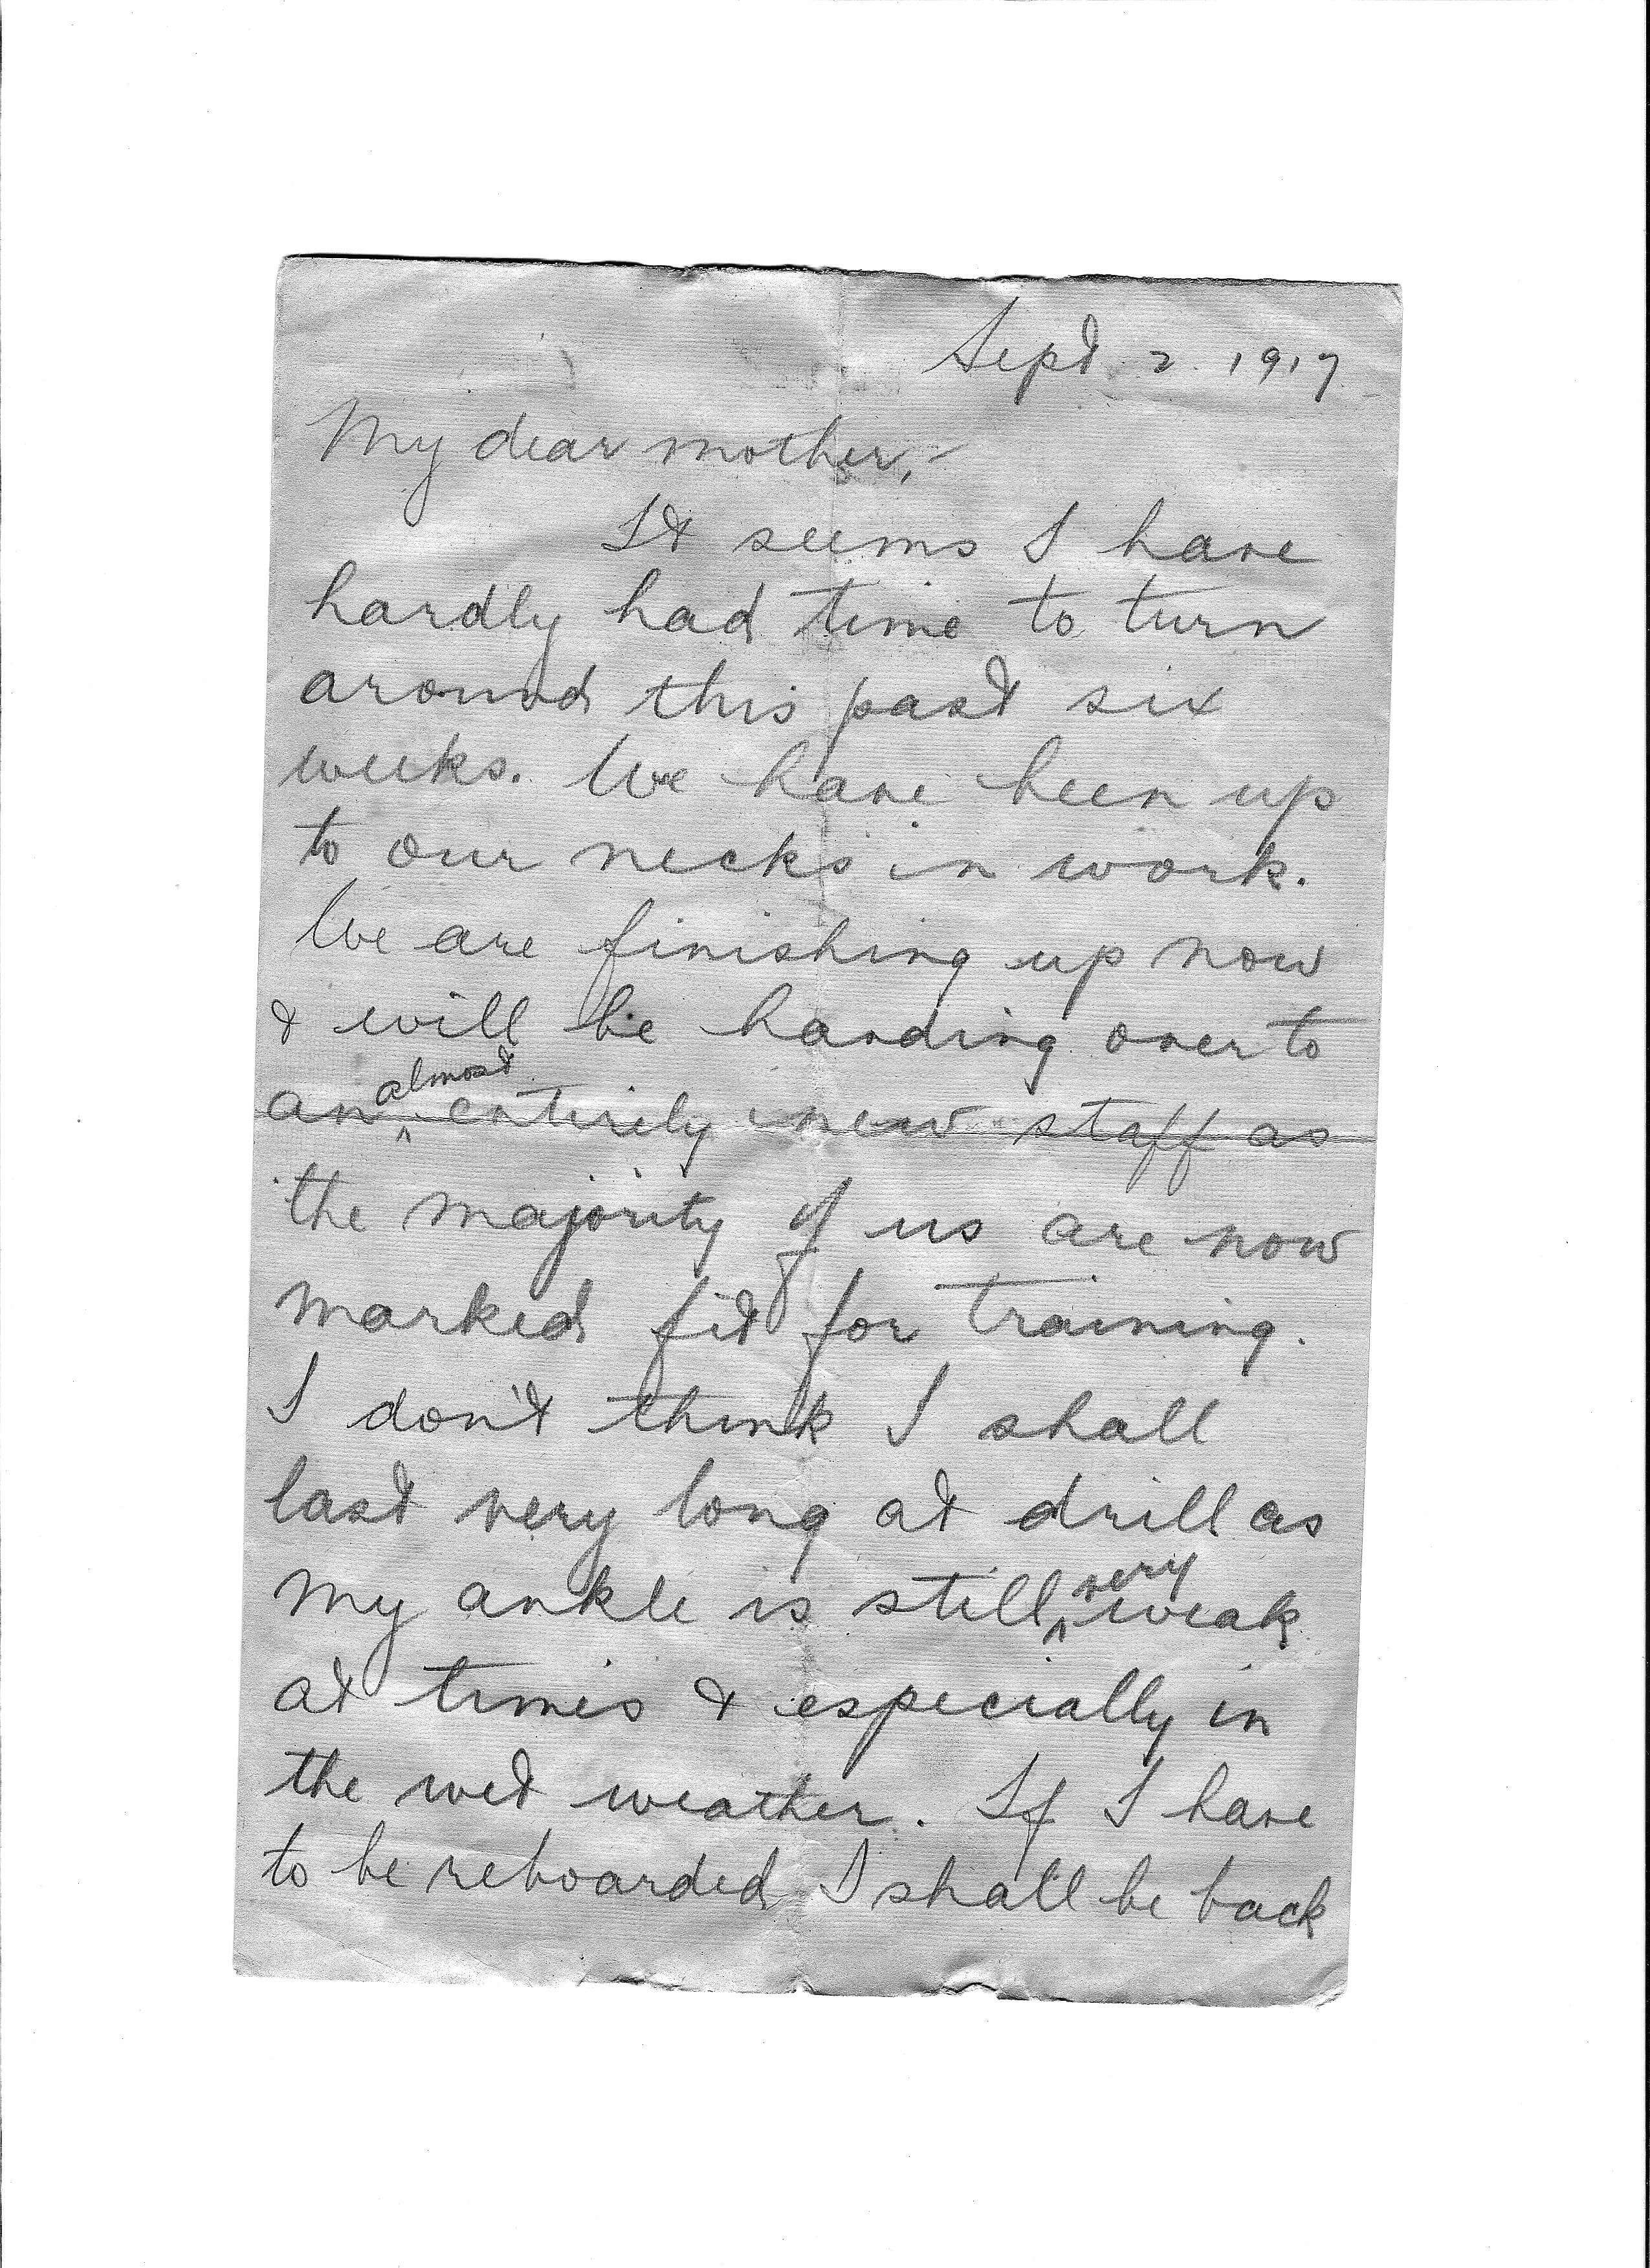 Sept 2. 1917.
My dear mother,-
It seems I have
hardly had time to turn
around this past six
weeks. We have been up
to our necks in work.
We are finishing up now
& will be handing over to
an almost entirely new staff as
the majority of us are now
marked fit for training.
I don't think I shall
last very long at drill as
my ankle is still very weak
at times & especially in
the wet weather. If I have
to be reboarded I shall be back